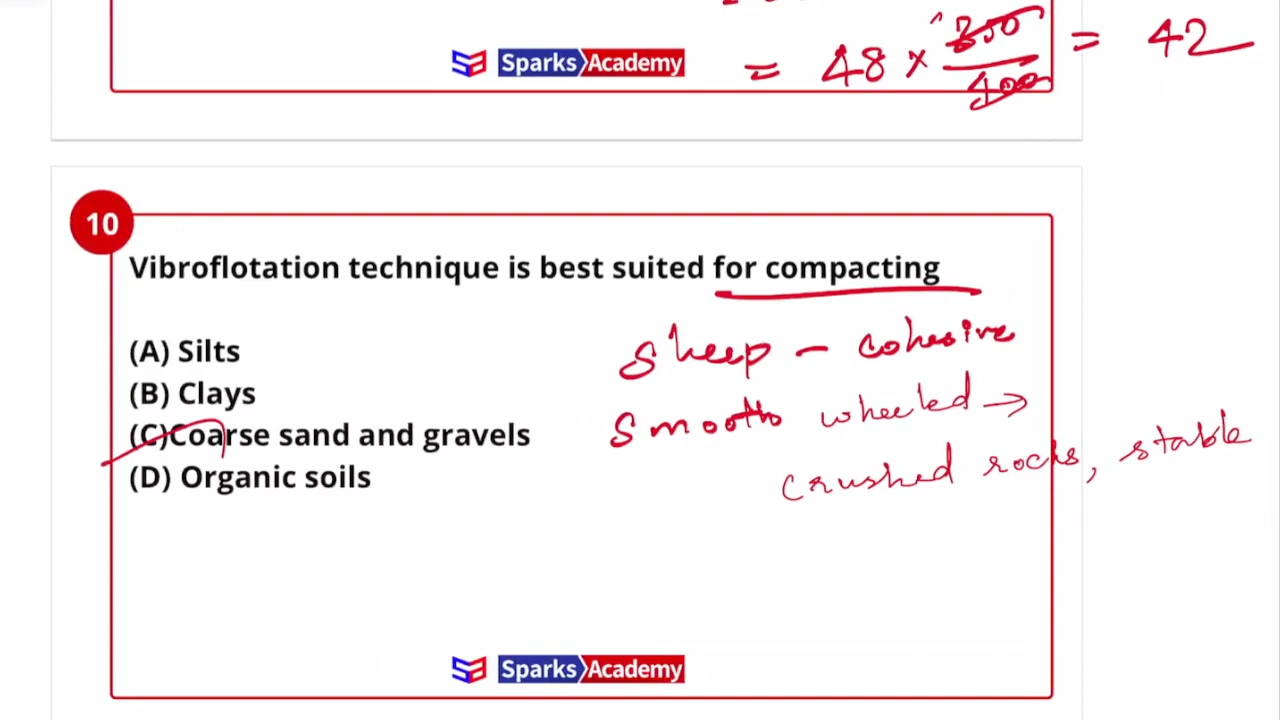 = 48 × 350/400 = 42
Sparks Academy
10
Vibroflotation technique is best suited for compacting
(A) Silts
(B) Clays
(C)Coarse sand and gravels
(D) Organic soils
Sheep - cohesive
Smooth wheeled →
crushed rocks, stable
Sparks Academy